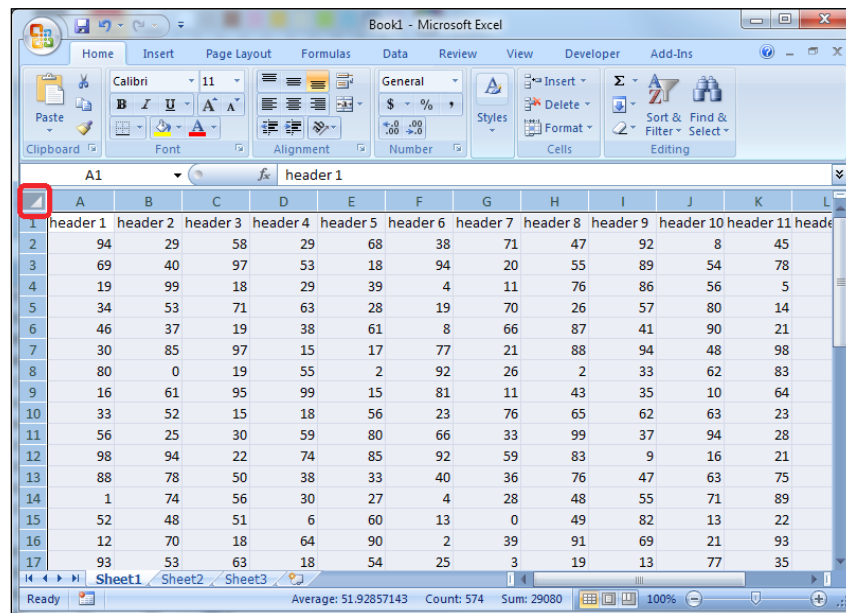 Book1 - Microsoft Excel
Home Insert Page Layout Formulas Data Review View Developer Add-Ins
Paste
Calibri 11
B I U A A
General
$ % ,
.0 .00 .00 .0
Styles
Insert
Delete
Format
Σ
Sort & Filter
Find & Select
Clipboard Font Alignment Number Cells Editing
A1 fx header 1
A B C D E F G H I J K L
1 header 1 header 2 header 3 header 4 header 5 header 6 header 7 header 8 header 9 header 10 header 11 heade
2 94 29 58 29 68 38 71 47 92 8 45
3 69 40 97 53 18 94 20 55 89 54 78
4 19 99 18 29 39 4 11 76 86 56 5
5 34 53 71 63 28 19 70 26 57 80 14
6 46 37 19 38 61 8 66 87 41 90 21
7 30 85 97 15 17 77 21 88 94 48 98
8 80 0 19 55 2 92 26 2 33 62 83
9 16 61 95 99 15 81 11 43 35 10 64
10 33 52 15 18 56 23 76 65 62 63 23
11 56 25 30 59 80 66 33 99 37 94 28
12 98 94 22 74 85 92 59 83 9 16 21
13 88 78 50 38 33 40 36 76 47 63 75
14 1 74 56 30 27 4 28 48 55 71 89
15 52 48 51 6 60 13 0 49 82 13 22
16 12 70 18 64 90 2 39 91 69 21 93
17 93 53 63 18 54 25 3 19 13 77 35
Sheet1 Sheet2 Sheet3
Ready Average: 51.92857143 Count: 574 Sum: 29080 100%